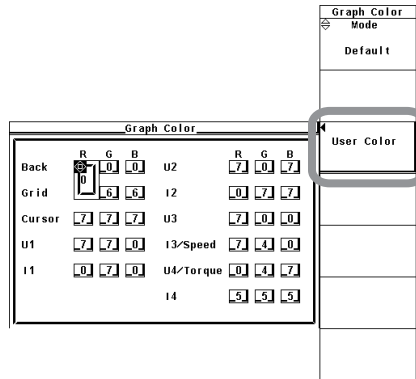 Graph Color
Mode
Default
User Color
Graph Color
R G B R G B
Back 0 0 U2 7 0 7
0
Grid 6 6 I2 0 7 7
Cursor 7 7 7 U3 7 0 0
U1 7 7 0 I3/Speed 7 4 0
I1 0 7 0 U4/Torque 0 4 7
I4 5 5 5